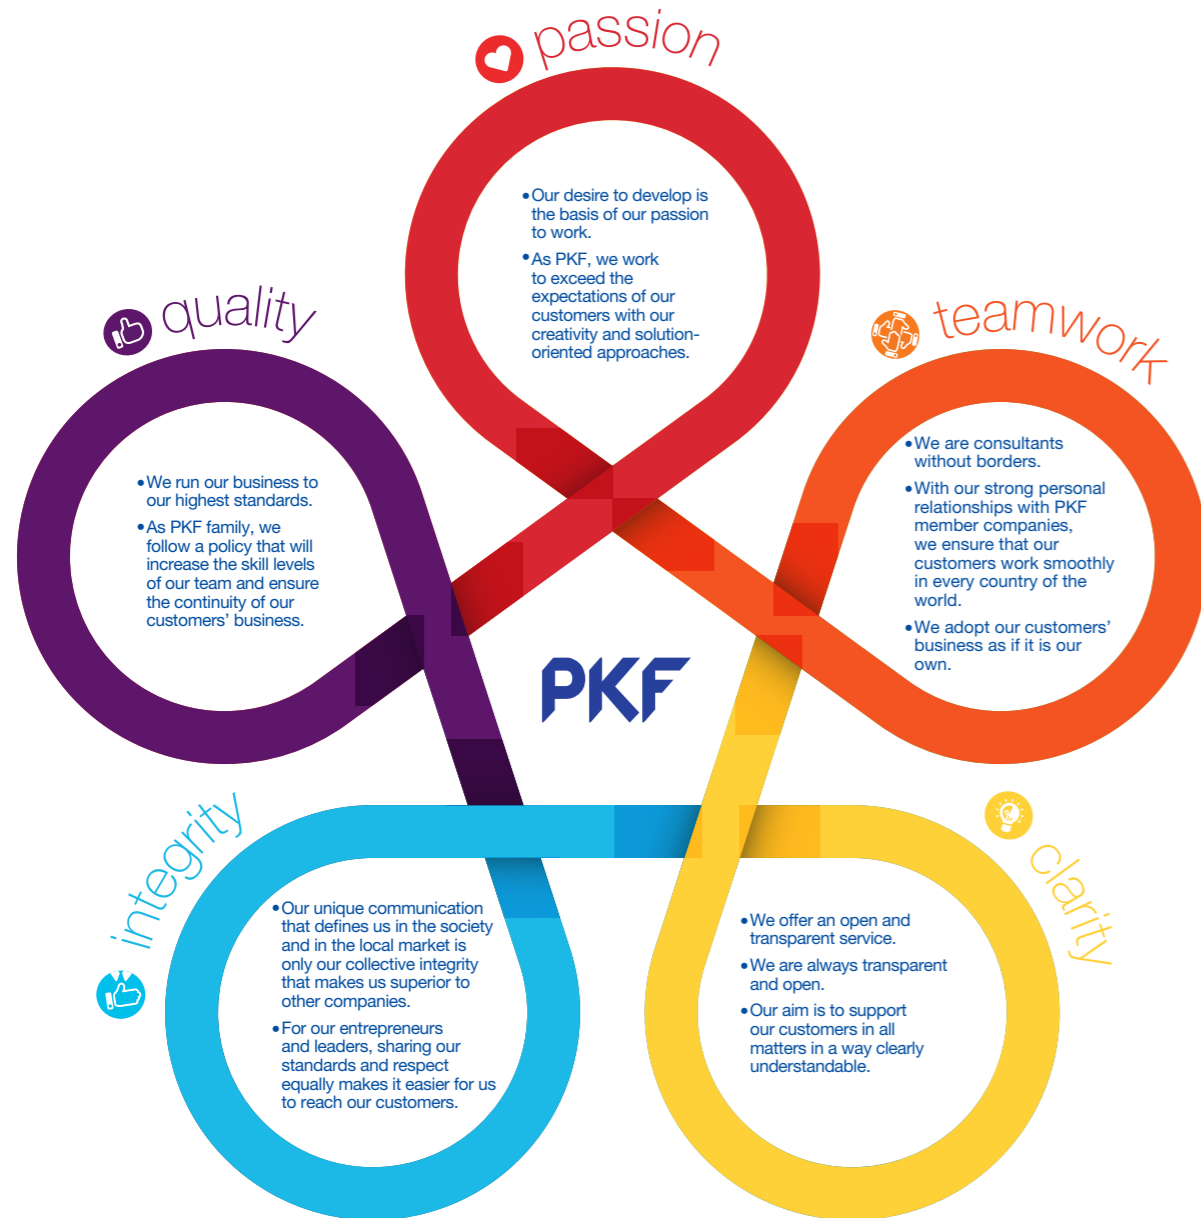 passion
• Our desire to develop is
the basis of our passion
to work.
• As PKF, we work
to exceed the
expectations of our
customers with our
creativity and solution-
oriented approaches.
quality
• We run our business to
our highest standards.
• As PKF family, we
follow a policy that will
increase the skill levels
of our team and ensure
the continuity of our
customers' business.
teamwork
• We are consultants
without borders.
• With our strong personal
relationships with PKF
member companies,
we ensure that our
customers work smoothly
in every country of the
world.
• We adopt our customers'
business as if it is our
own.
PKF
integrity
• Our unique communication
that defines us in the society
and in the local market is
only our collective integrity
that makes us superior to
other companies.
• For our entrepreneurs
and leaders, sharing our
standards and respect
equally makes it easier for us
to reach our customers.
clarity
• We offer an open and
transparent service.
• We are always transparent
and open.
• Our aim is to support
our customers in all
matters in a way clearly
understandable.